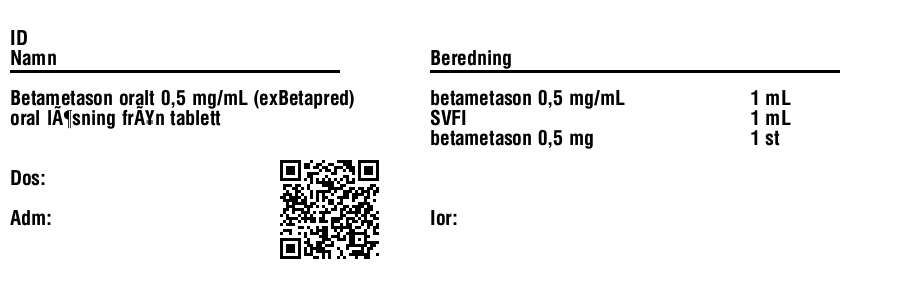 ID
Namn
Beredning
Betametason oralt 0,5 mg/mL (exBetapred)
oral lÃ¶sning frÃ¥n tablett
betametason 0,5 mg/mL 1 mL
SVFI 1 mL
betametason 0,5 mg 1 st
Dos:
Adm:
Ior: